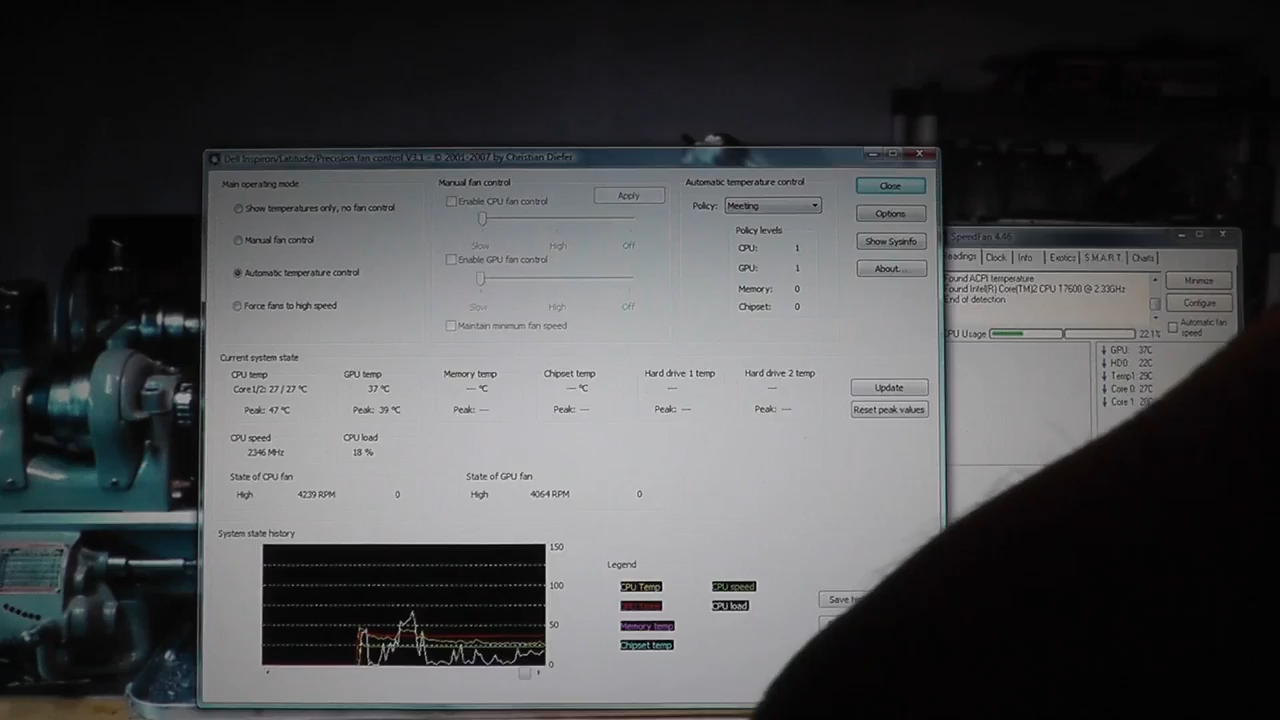 Dell Inspiron/Latitude/Precision fan control V3.1 - © 2001-2007 by Christian Diefer
Main operating mode
Show temperatures only, no fan control
Manual fan control
Automatic temperature control
Force fans to high speed
Manual fan control
Apply
Enable CPU fan control
Slow High Off
Enable GPU fan control
Slow High Off
Maintain minimum fan speed
Automatic temperature control
Policy: Meeting
Policy levels
CPU: 1
GPU: 1
Memory: 0
Chipset: 0
Close
Options
Show Sysinfo
About...
Current system state
CPU temp GPU temp Memory temp Chipset temp Hard drive 1 temp Hard drive 2 temp
Core1/2: 27 / 27 °C 37 °C --- °C --- °C --- ---
Peak: 47 °C Peak: 39 °C Peak: --- Peak: --- Peak: --- Peak: ---
Update
Reset peak values
CPU speed CPU load
2346 MHz 18 %
State of CPU fan State of GPU fan
High 4239 RPM 0 High 4064 RPM 0
System state history
150
100
50
0
Legend
CPU Temp CPU speed
CPU load
Memory temp
Chipset temp
Save
SpeedFan 4.46
eadings Clock Info Exotics S.M.A.R.T. Charts
Found ACPI temperature
Found Intel(R) Core(TM)2 CPU T7600 @ 2.33GHz
End of detection
Minimize
Configure
CPU Usage 22.1%
Automatic fan speed
GPU: 37C
HD0: 22C
Temp1: 29C
Core 0: 27C
Core 1: